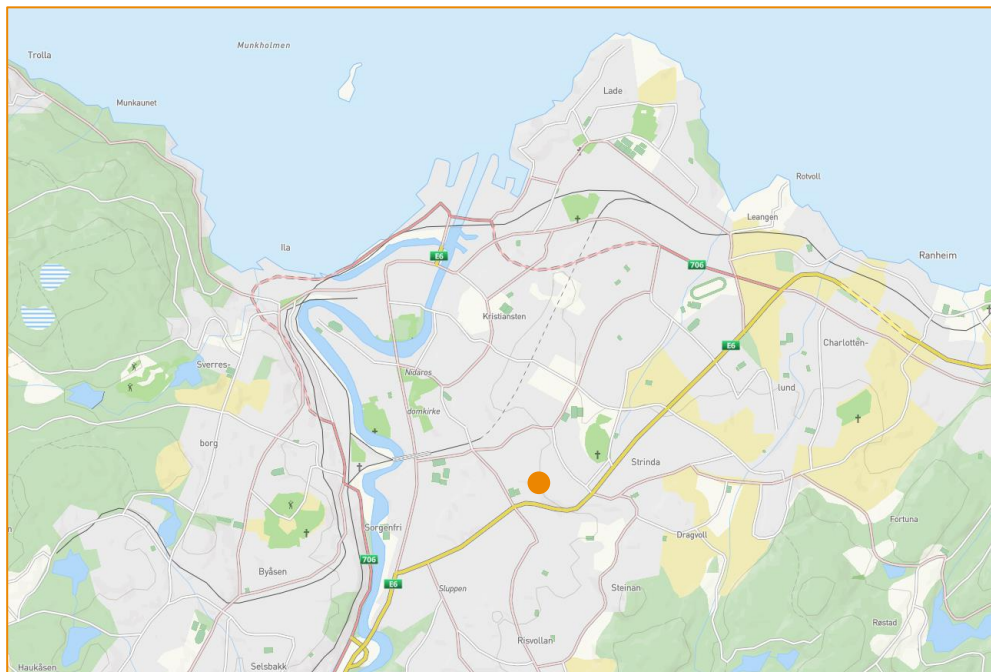 Munkholmen
Trolla
Munkaunet
Lade
Rotvoll
Leangen
Ila
E6
706
Ranheim
Kristiansten
E6
Charlotten-
lund
Sverres-
borg
Nidaros
domkirke
Strinda
Sorgenfri
Dragvoll
Fortuna
706
Byåsen
E6
Sluppen
Steinan
Røstad
Risvollan
Haukåsen
Selsbakk